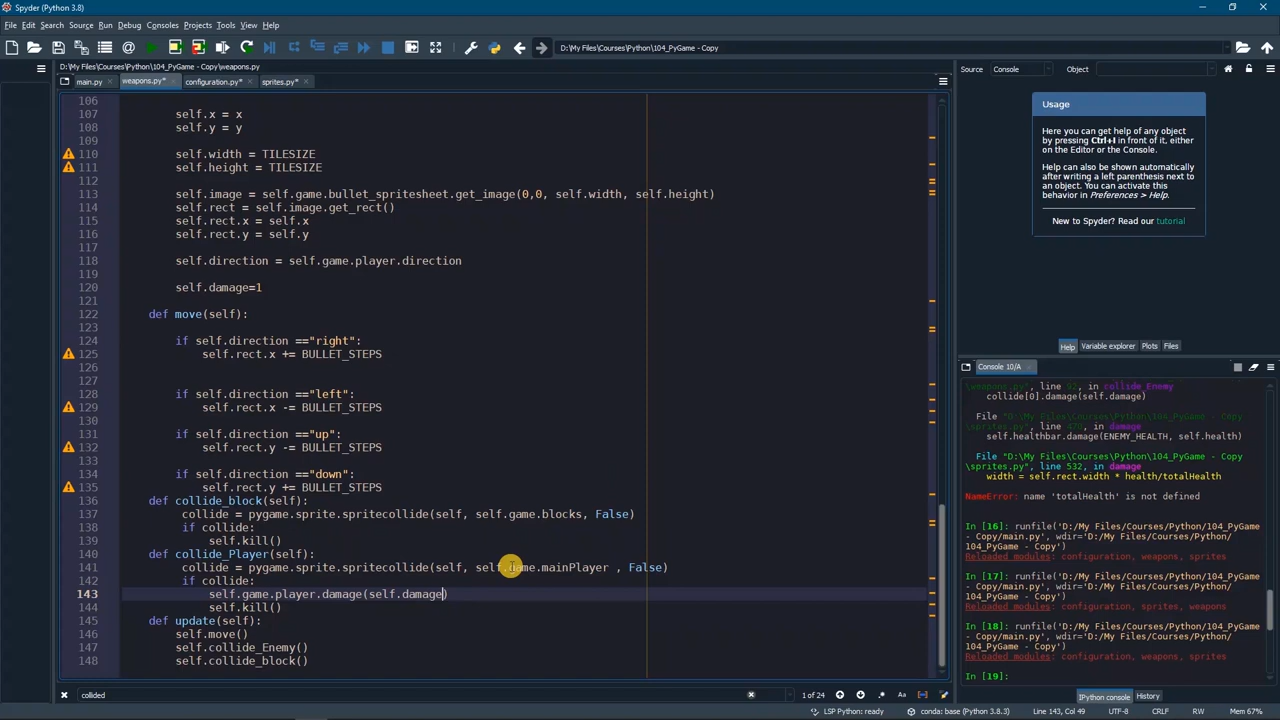 Spyder (Python 3.8)
File Edit Search Source Run Debug Consoles Projects Tools View Help
D:\My Files\Courses\Python\104_PyGame - Copy
D:\My Files\Courses\Python\104_PyGame - Copy\weapons.py
main.py weapons.py* configuration.py* sprites.py*
106
107 self.x = x
108 self.y = y
109
110 self.width = TILESIZE
111 self.height = TILESIZE
112
113 self.image = self.game.bullet_spritesheet.get_image(0,0, self.width, self.height)
114 self.rect = self.image.get_rect()
115 self.rect.x = self.x
116 self.rect.y = self.y
117
118 self.direction = self.game.player.direction
119
120 self.damage=1
121
122 def move(self):
123
124 if self.direction =="right":
125 self.rect.x += BULLET_STEPS
126
127
128 if self.direction =="left":
129 self.rect.x -= BULLET_STEPS
130
131 if self.direction =="up":
132 self.rect.y -= BULLET_STEPS
133
134 if self.direction =="down":
135 self.rect.y += BULLET_STEPS
136 def collide_block(self):
137 collide = pygame.sprite.spritecollide(self, self.game.blocks, False)
138 if collide:
139 self.kill()
140 def collide_Player(self):
141 collide = pygame.sprite.spritecollide(self, self.game.mainPlayer , False)
142 if collide:
143 self.game.player.damage(self.damage)
144 self.kill()
145 def update(self):
146 self.move()
147 self.collide_Enemy()
148 self.collide_block()
collided
1 of 24
Aa
Source Console Object
Usage
Here you can get help of any object
by pressing Ctrl+I in front of it, either
on the Editor or the Console.
Help can also be shown automatically
after writing a left parenthesis next to
an object. You can activate this
behavior in Preferences > Help.
New to Spyder? Read our tutorial
Help Variable explorer Plots Files
Console 10/A
\weapons.py", line 92, in collide_Enemy
collide[0].damage(self.damage)
File "D:\My Files\Courses\Python\104_PyGame - Copy
\sprites.py", line 470, in damage
self.healthbar.damage(ENEMY_HEALTH, self.health)
File "D:\My Files\Courses\Python\104_PyGame - Copy
\sprites.py", line 532, in damage
width = self.rect.width * health/totalHealth
NameError: name 'totalHealth' is not defined
In [16]: runfile('D:/My Files/Courses/Python/104_PyGame
- Copy/main.py', wdir='D:/My Files/Courses/Python/
104_PyGame - Copy')
Reloaded modules: configuration, weapons, sprites
In [17]: runfile('D:/My Files/Courses/Python/104_PyGame
- Copy/main.py', wdir='D:/My Files/Courses/Python/
104_PyGame - Copy')
Reloaded modules: configuration, weapons, sprites
In [18]: runfile('D:/My Files/Courses/Python/104_PyGame
- Copy/main.py', wdir='D:/My Files/Courses/Python/
104_PyGame - Copy')
Reloaded modules: configuration, weapons, sprites
In [19]:
IPython console History
LSP Python: ready conda: base (Python 3.8.3) Line 143, Col 49 UTF-8 CRLF RW Mem 67%